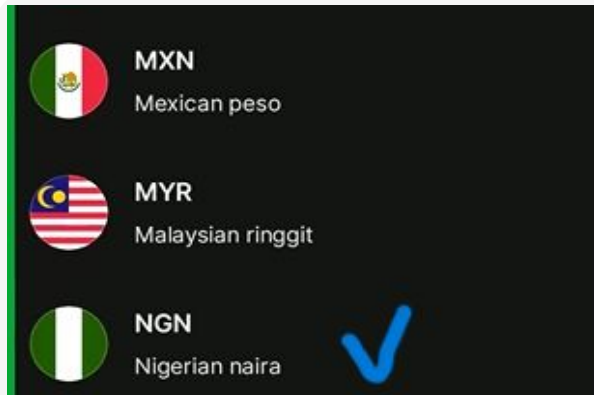 MXN
Mexican peso
MYR
Malaysian ringgit
NGN
Nigerian naira